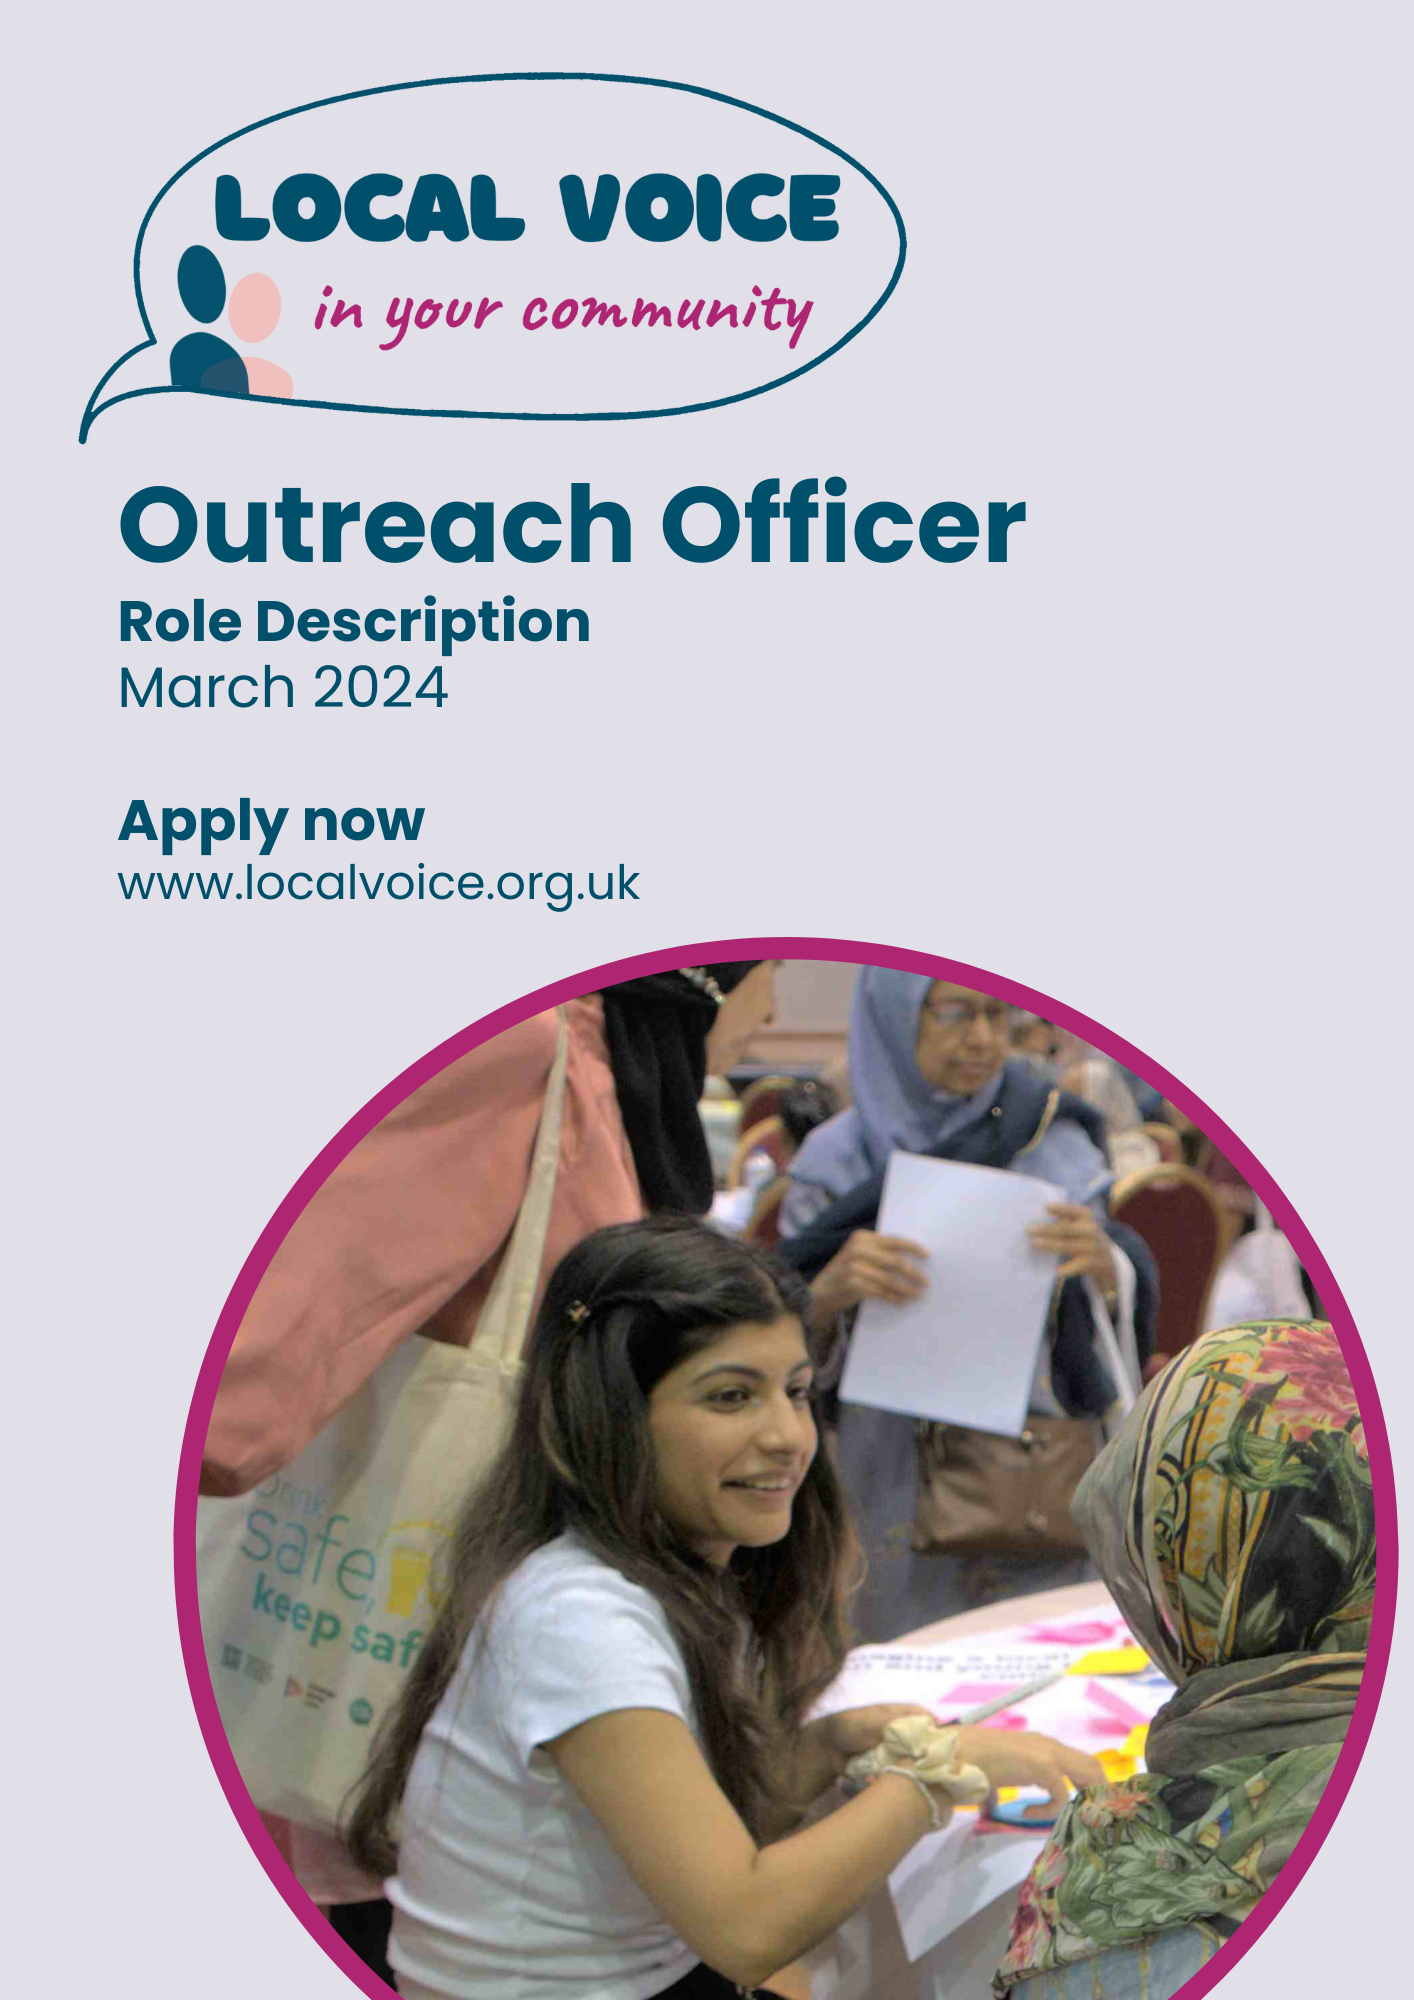 LOCAL VOICE
in your community
Outreach Officer
Role Description
March 2024
Apply now
www.localvoice.org.uk
Drink
safe,
keep saf